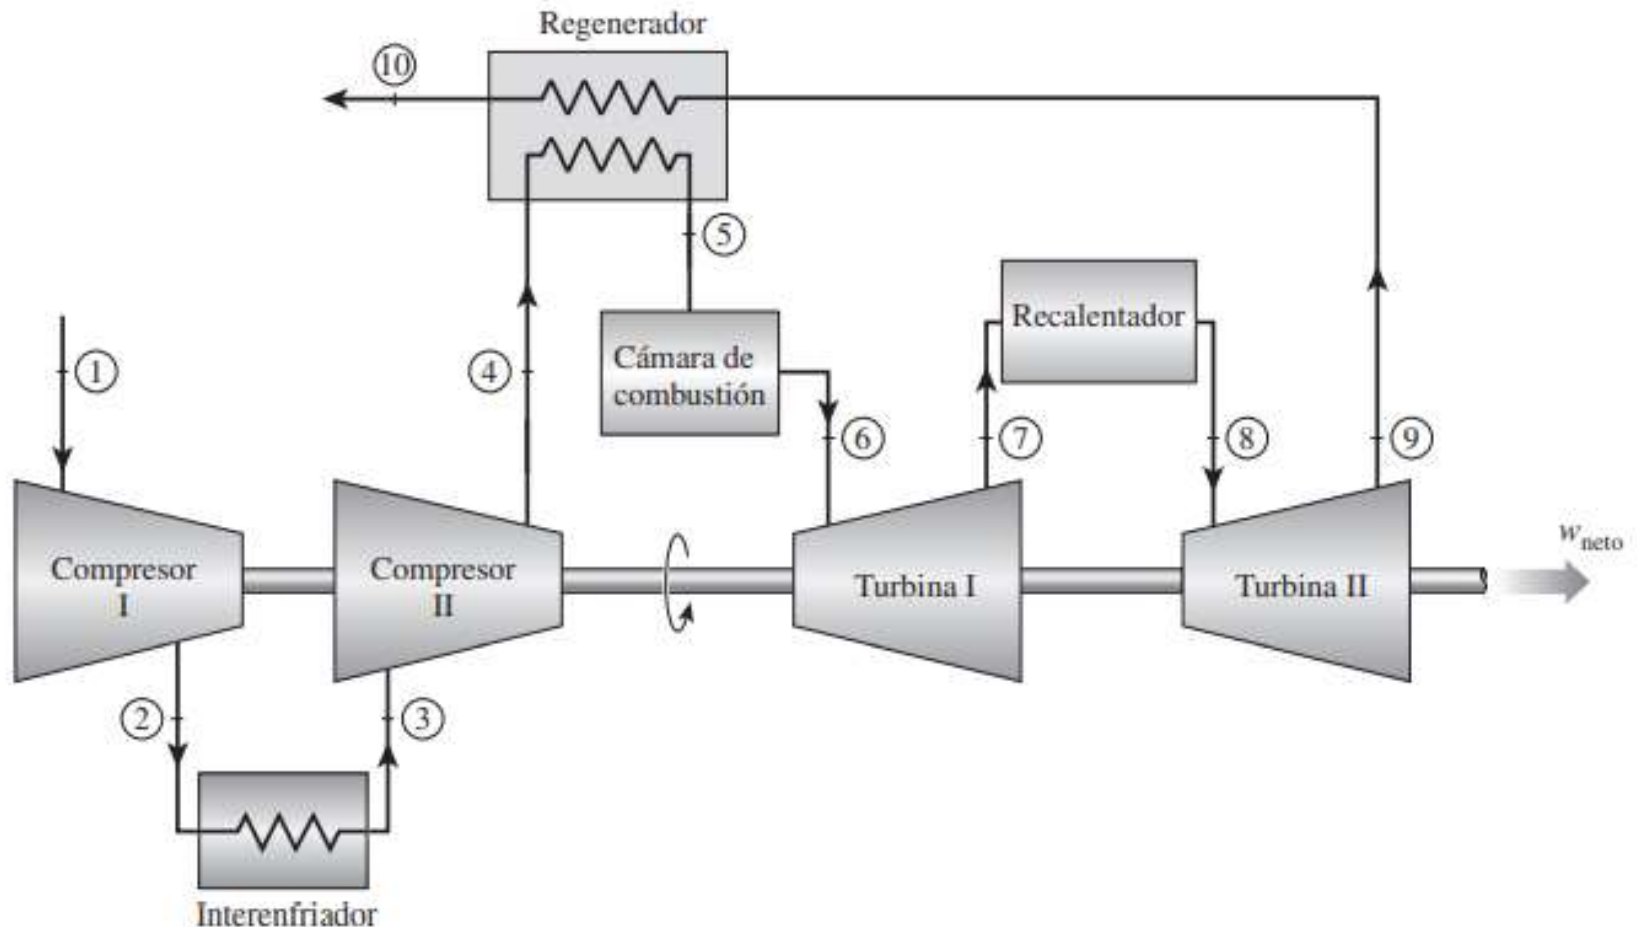 Regenerador
10
5
Recalentador
Cámara de
combustión
1
4
6
7
8
9
w neto
Compresor
I
Compresor
II
Turbina I
Turbina II
2
3
Interenfriador